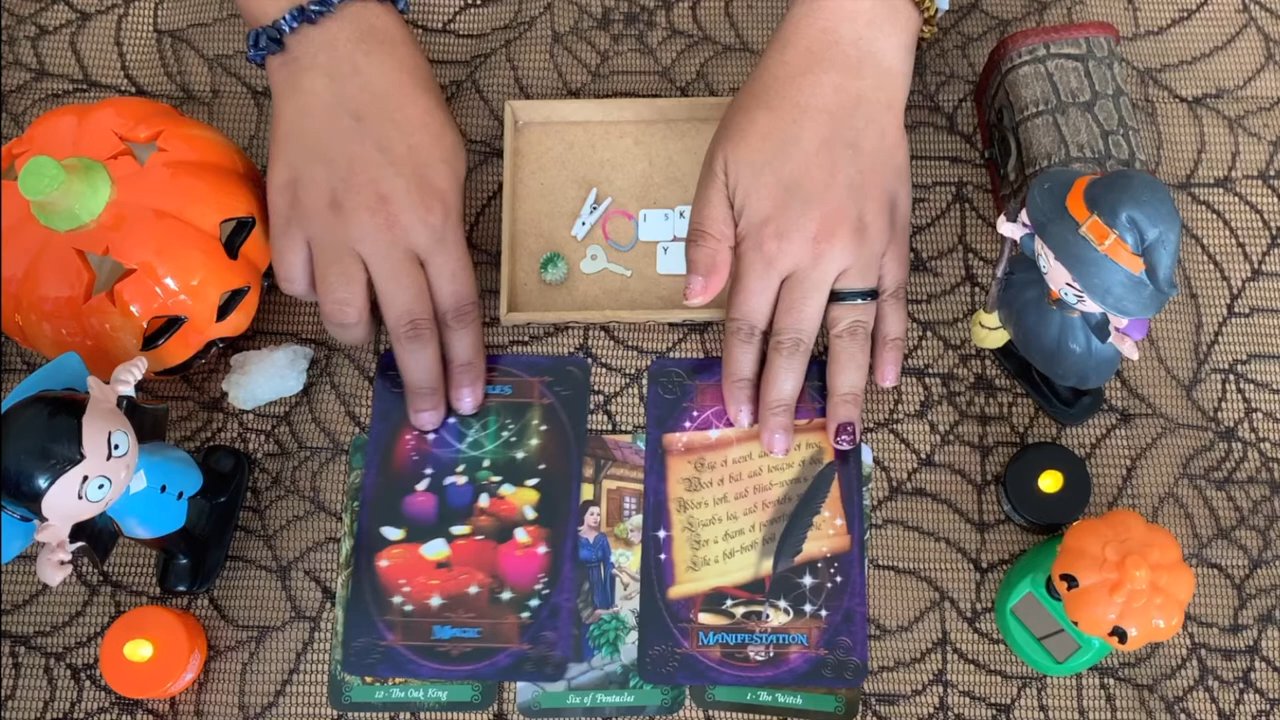 I S K
Y
LES
"Eye of newt, and of frog
Wool of bat, and tongue of dog
Adder's fork, and blind-worm's
Lizard's leg, and howlet's
For a charm of powerful
Like a hell-broth boil
Magic
Manifestation
12 · The Oak King
Six of Pentacles
1 · The Witch